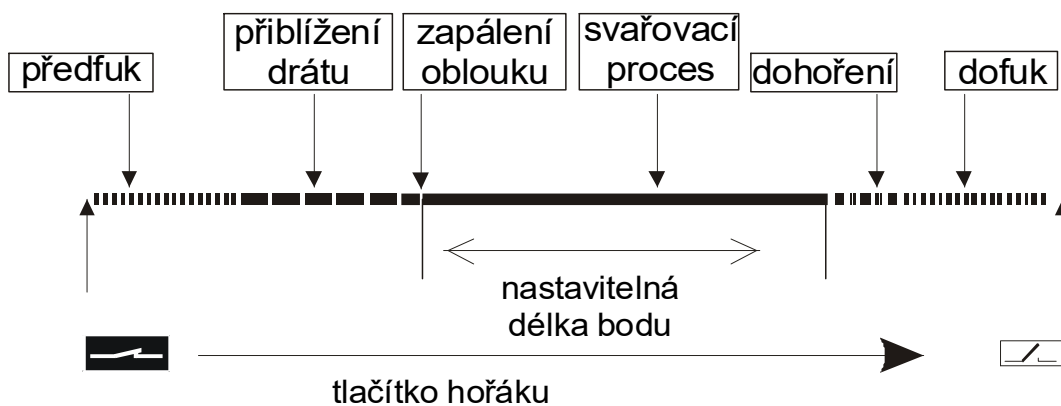 předfuk
přiblížení
drátu
zapálení
oblouku
svařovací
proces
dohoření
dofuk
nastavitelná
délka bodu
tlačítko hořáku